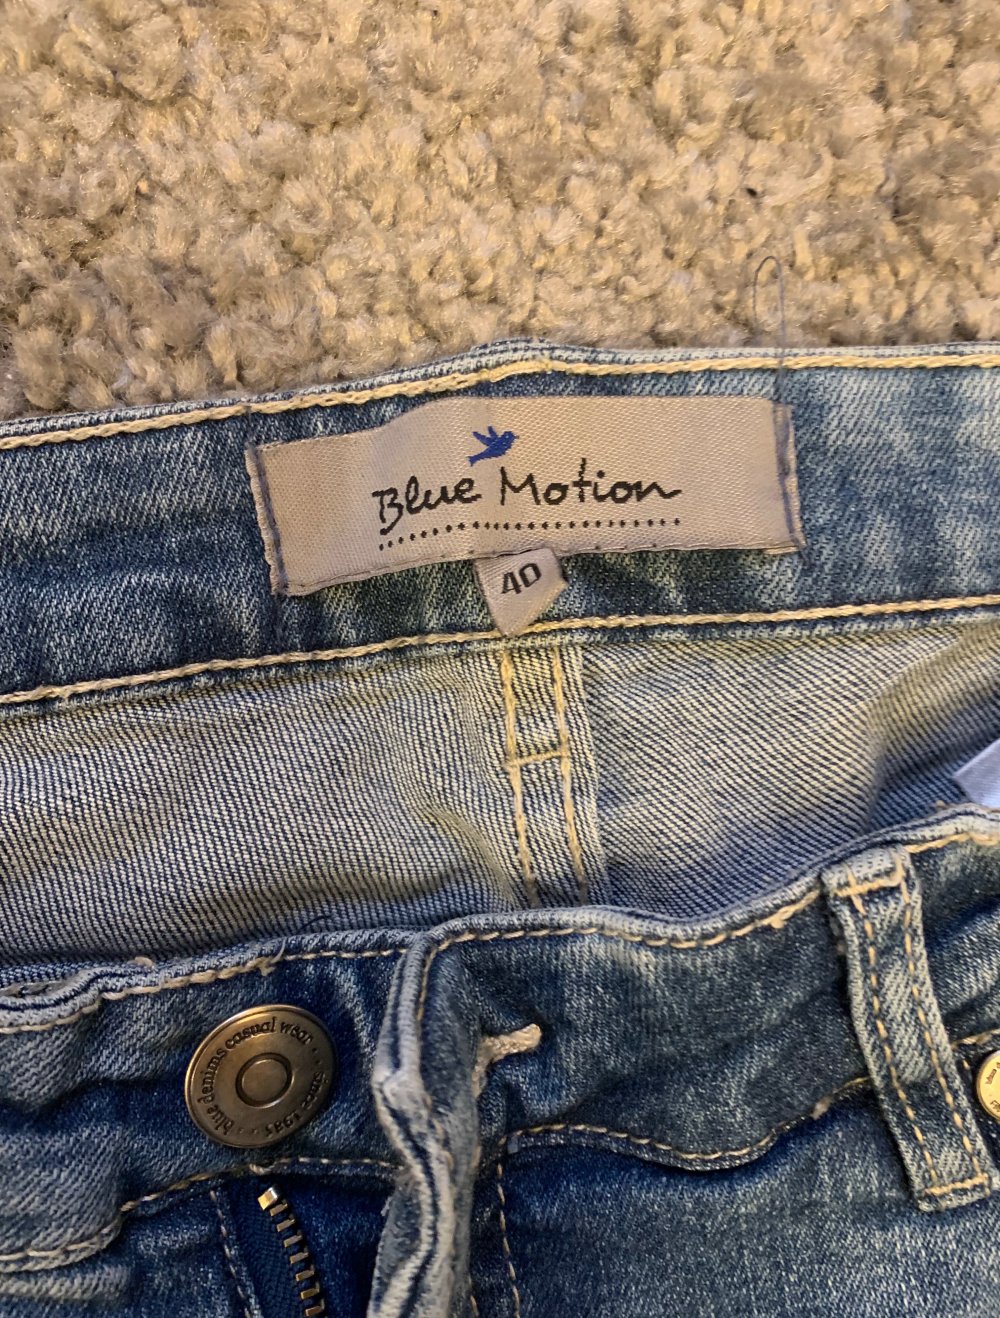 Blue Motion
40
blue denims casual wear
since 1981